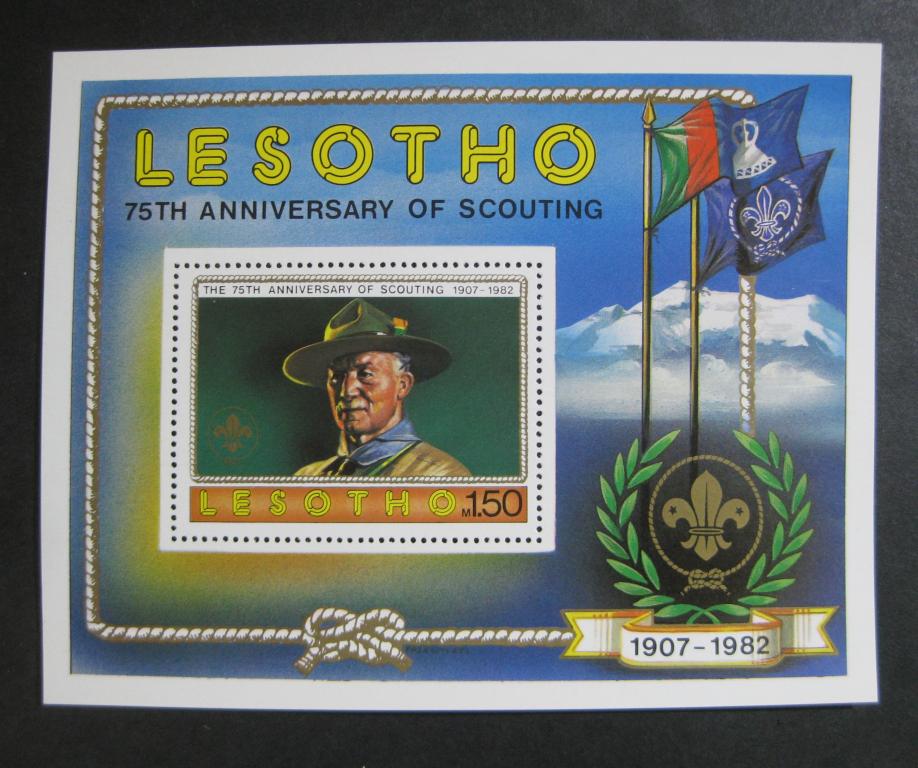 LESOTHO
75TH ANNIVERSARY OF SCOUTING
THE 75TH ANNIVERSARY OF SCOUTING 1907-1982
LESOTHO M1.50
1907-1982